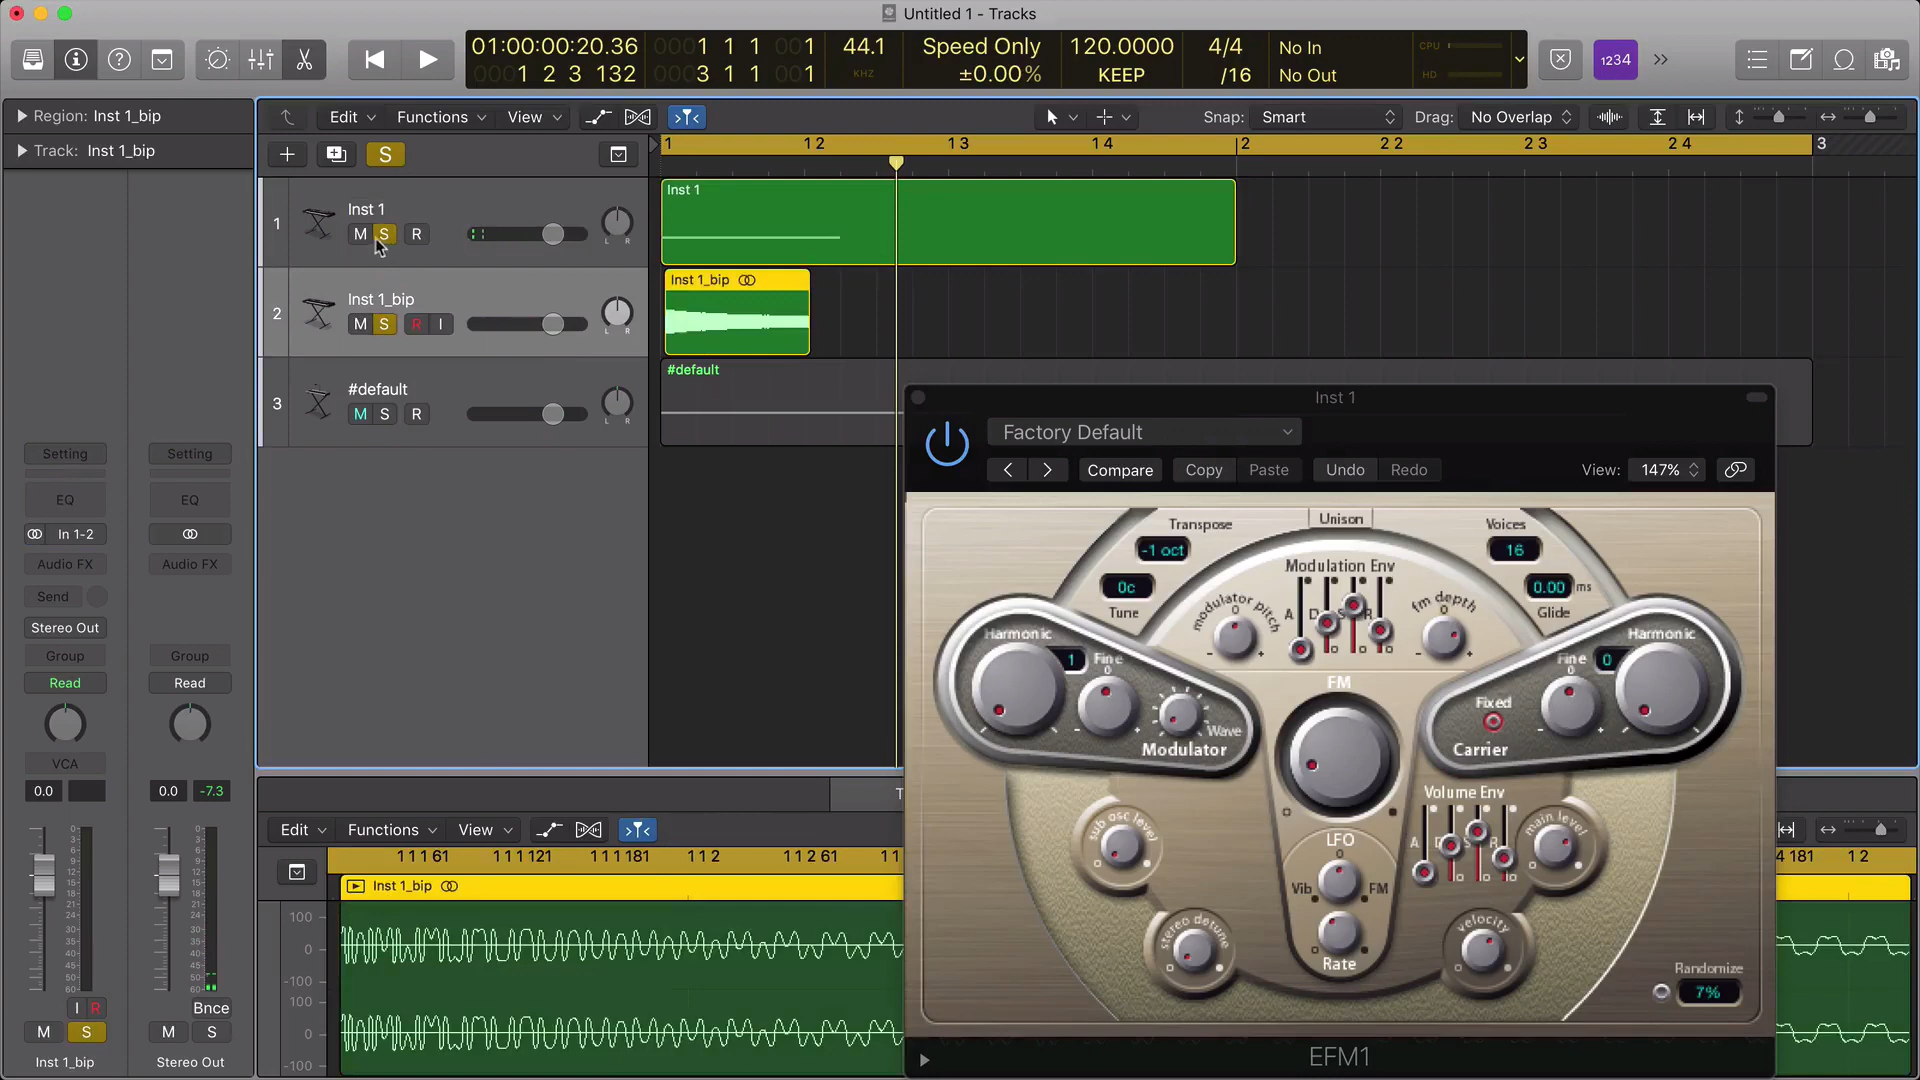 Untitled 1 - Tracks
01:00:00:20.36
0001 1 1 001
44.1
Speed Only
120.0000
4/4
No In
CPU
0001 2 3 132
0003 1 1 001
KHZ
±0.00%
KEEP
/16
No Out
HD
1234
Region: Inst 1_bip
Track: Inst 1_bip
Edit
Functions
View
Snap: Smart
Drag: No Overlap
S
1
1 2
1 3
1 4
2
2 2
2 3
2 4
3
1
Inst 1
M S R
L R
Inst 1
2
Inst 1_bip
M S R I
L R
Inst 1_bip
3
#default
M S R
L R
#default
Setting
Setting
EQ
EQ
In 1-2
Audio FX
Audio FX
Send
Stereo Out
Group
Group
Read
Read
VCA
0.0
0.0
-7.3
I R
Bnce
M S
M S
Inst 1_bip
Stereo Out
Inst 1
Factory Default
Compare
Copy
Paste
Undo
Redo
View: 147%
Transpose
Unison
Voices
-1 oct
16
Modulation Env
0c
0.00 ms
Tune
modulator pitch
A D S R
fm depth
Glide
Harmonic
1
Fine
FM
Fine
0
Harmonic
Fixed
Wave
Modulator
Carrier
Volume Env
sub osc level
LFO
A D S R
main level
Vib
FM
stereo detune
velocity
Rate
Randomize
7%
EFM1
T
Edit
Functions
View
1 1 1 61
1 1 1 121
1 1 1 181
1 1 2
1 1 2 61
1 1
4 181
1 2
Inst 1_bip
100
0
-100
100
0
-100